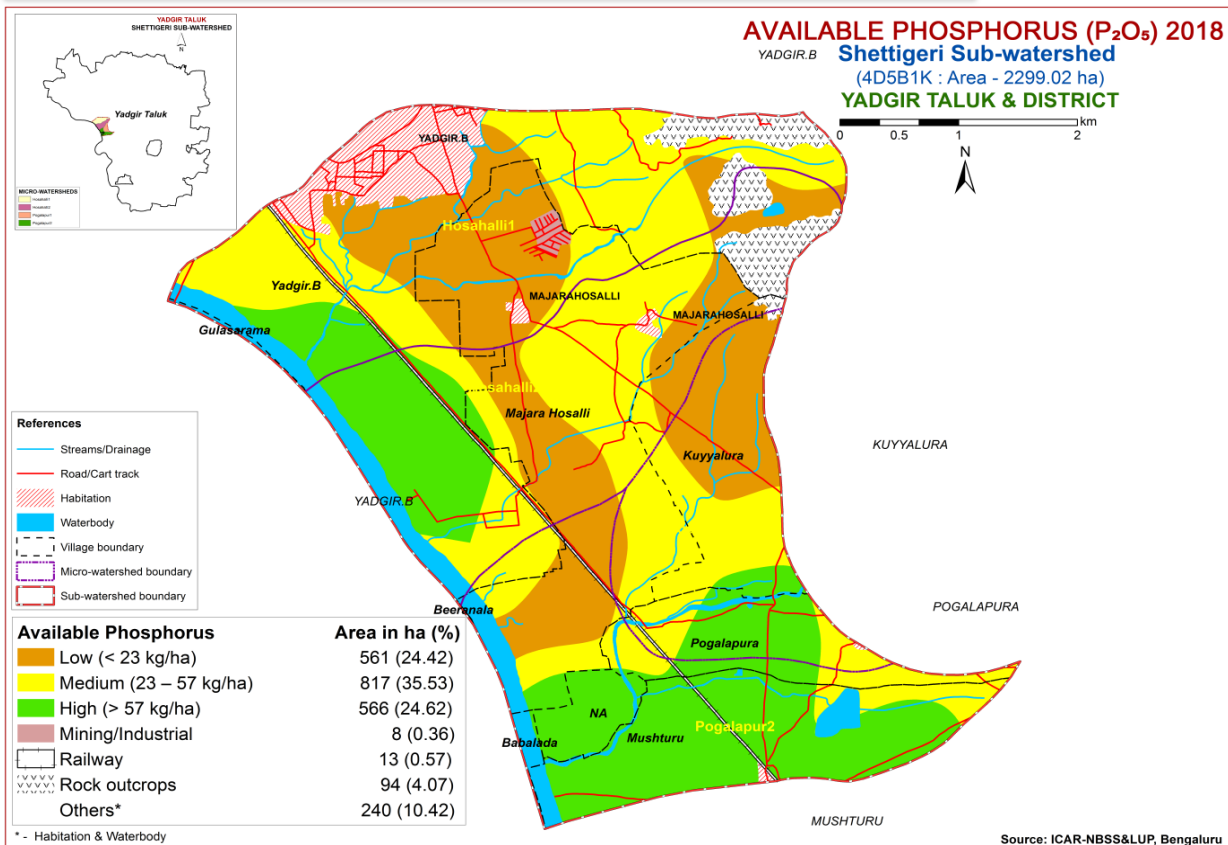 YADGIR TALUK
SHETTIGERI SUB-WATERSHED
N
Yadgir Taluk
MICRO-WATERSHEDS
Hosahalli1
Hosahalli2
Pogalapur1
Pogalapur2
AVAILABLE PHOSPHORUS (P₂O₅) 2018
YADGIR.B
Shettigeri Sub-watershed
(4D5B1K : Area - 2299.02 ha)
YADGIR TALUK & DISTRICT
km
0 0.5 1 2
N
YADGIR.B
Hosahalli1
Yadgir.B
MAJARAHOSALLI
MAJARAHOSALLI
Gulasarama
Majara Hosalli
Kuyyalura
KUYYALURA
YADGIR.B
Beeranala
POGALAPURA
Pogalapura
NA
Pogalapur2
Mushturu
Babalada
MUSHTURU
References
Streams/Drainage
Road/Cart track
Habitation
Waterbody
Village boundary
Micro-watershed boundary
Sub-watershed boundary
Available Phosphorus Area in ha (%)
Low (< 23 kg/ha) 561 (24.42)
Medium (23 – 57 kg/ha) 817 (35.53)
High (> 57 kg/ha) 566 (24.62)
Mining/Industrial 8 (0.36)
Railway 13 (0.57)
Rock outcrops 94 (4.07)
Others* 240 (10.42)
* - Habitation & Waterbody
Source: ICAR-NBSS&LUP, Bengaluru